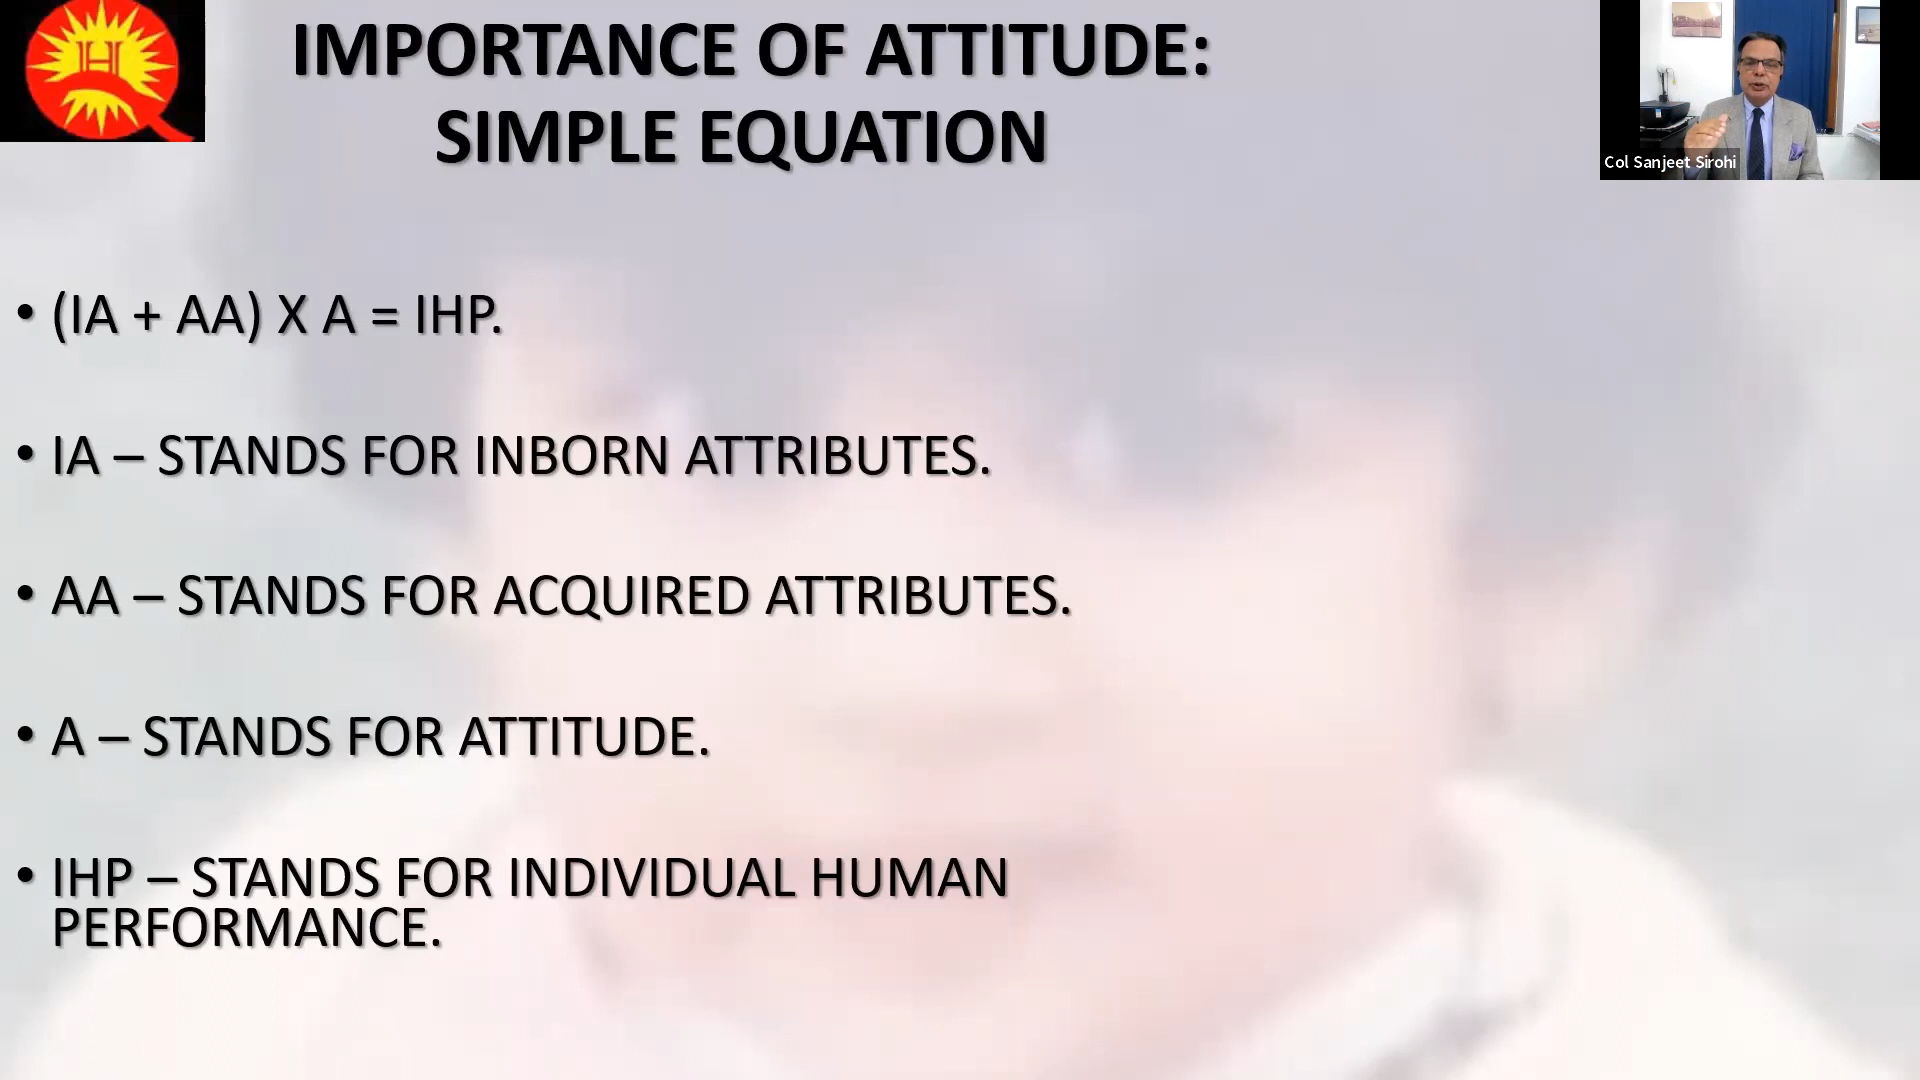 IMPORTANCE OF ATTITUDE:
SIMPLE EQUATION
Col Sanjeet Sirohi
• (IA + AA) X A = IHP.
• IA – STANDS FOR INBORN ATTRIBUTES.
• AA – STANDS FOR ACQUIRED ATTRIBUTES.
• A – STANDS FOR ATTITUDE.
• IHP – STANDS FOR INDIVIDUAL HUMAN
PERFORMANCE.